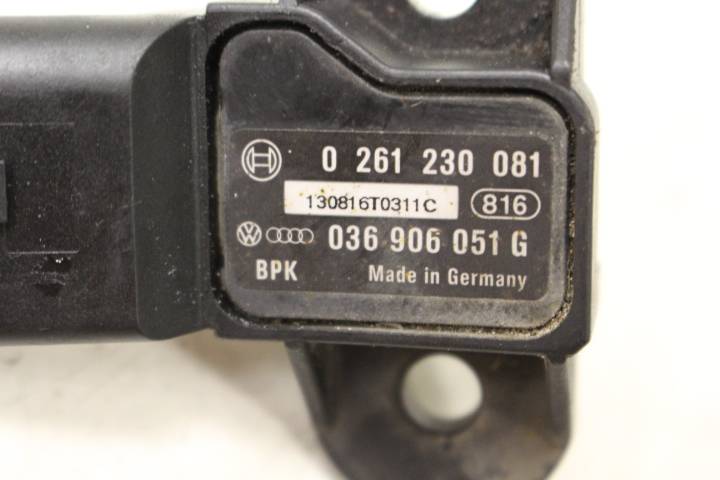 0 261 230 081
130816T0311C 816
036 906 051 G
BPK Made in Germany